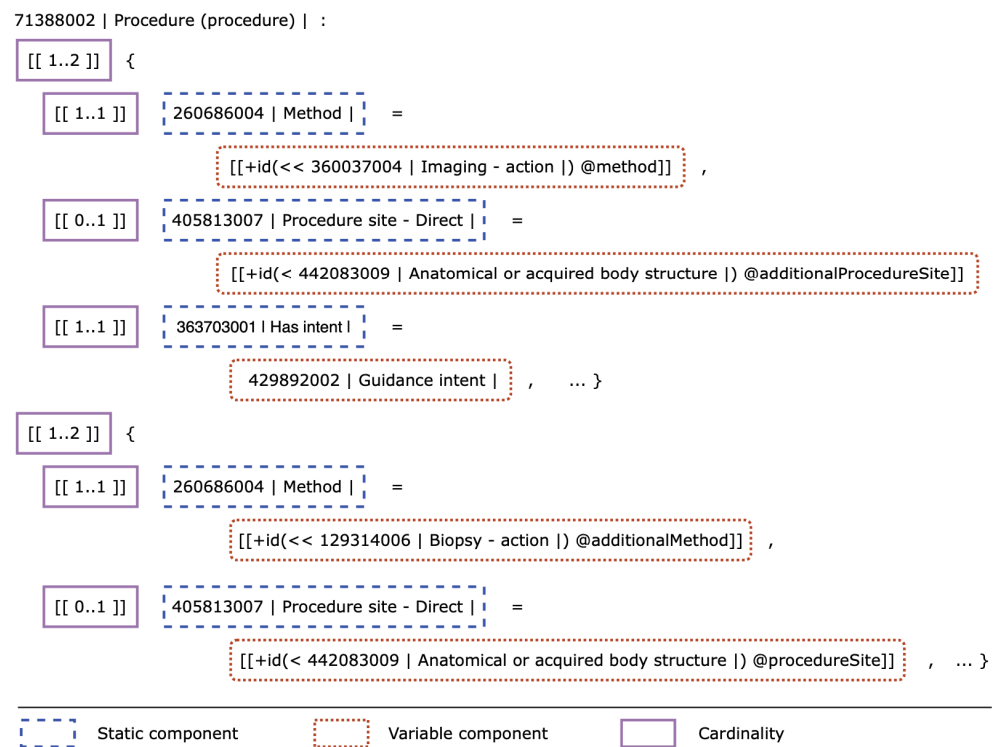 71388002 | Procedure (procedure) | :
[[ 1..2 ]] {
[[ 1..1 ]] 260686004 | Method | =
[[+id(<< 360037004 | Imaging - action |) @method]] ,
[[ 0..1 ]] 405813007 | Procedure site - Direct | =
[[+id(< 442083009 | Anatomical or acquired body structure |) @additionalProcedureSite]]
[[ 1..1 ]] 363703001 | Has intent | =
429892002 | Guidance intent | , ... }
[[ 1..2 ]] {
[[ 1..1 ]] 260686004 | Method | =
[[+id(<< 129314006 | Biopsy - action |) @additionalMethod]] ,
[[ 0..1 ]] 405813007 | Procedure site - Direct | =
[[+id(< 442083009 | Anatomical or acquired body structure |) @procedureSite]] , ... }
Static component Variable component Cardinality